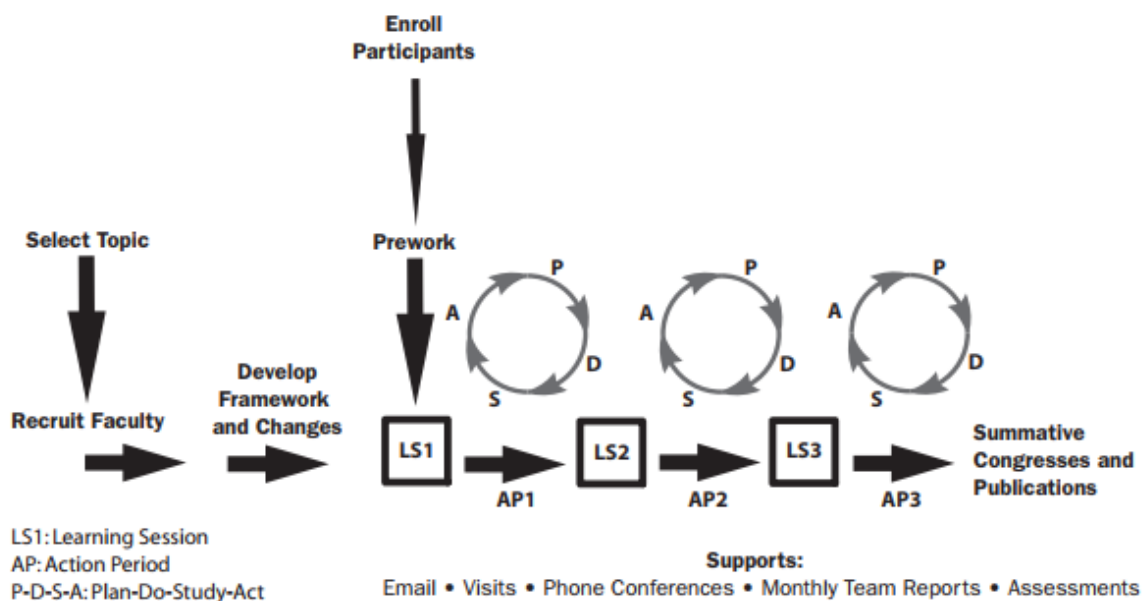 Enroll
Participants
Select Topic
Prework
P
A
D
S
P
A
D
S
P
A
D
S
Recruit Faculty
Develop
Framework
and Changes
LS1
LS2
LS3
AP1
AP2
AP3
Summative
Congresses and
Publications
LS1: Learning Session
AP: Action Period
P-D-S-A: Plan-Do-Study-Act
Supports:
Email • Visits • Phone Conferences • Monthly Team Reports • Assessments